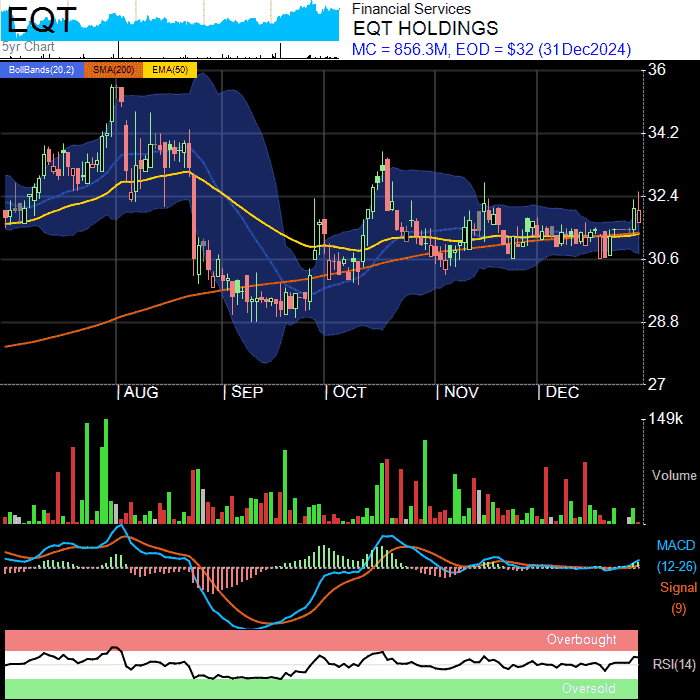 EQT
5yr Chart
Financial Services
EQT HOLDINGS
MC = 856.3M, EOD = $32 (31Dec2024)
BollBands(20,2) SMA(200) EMA(50)
36
34.2
32.4
30.6
28.8
27
AUG SEP OCT NOV DEC
149k
Volume
MACD
(12-26)
Signal
(9)
Overbought
RSI(14)
Oversold